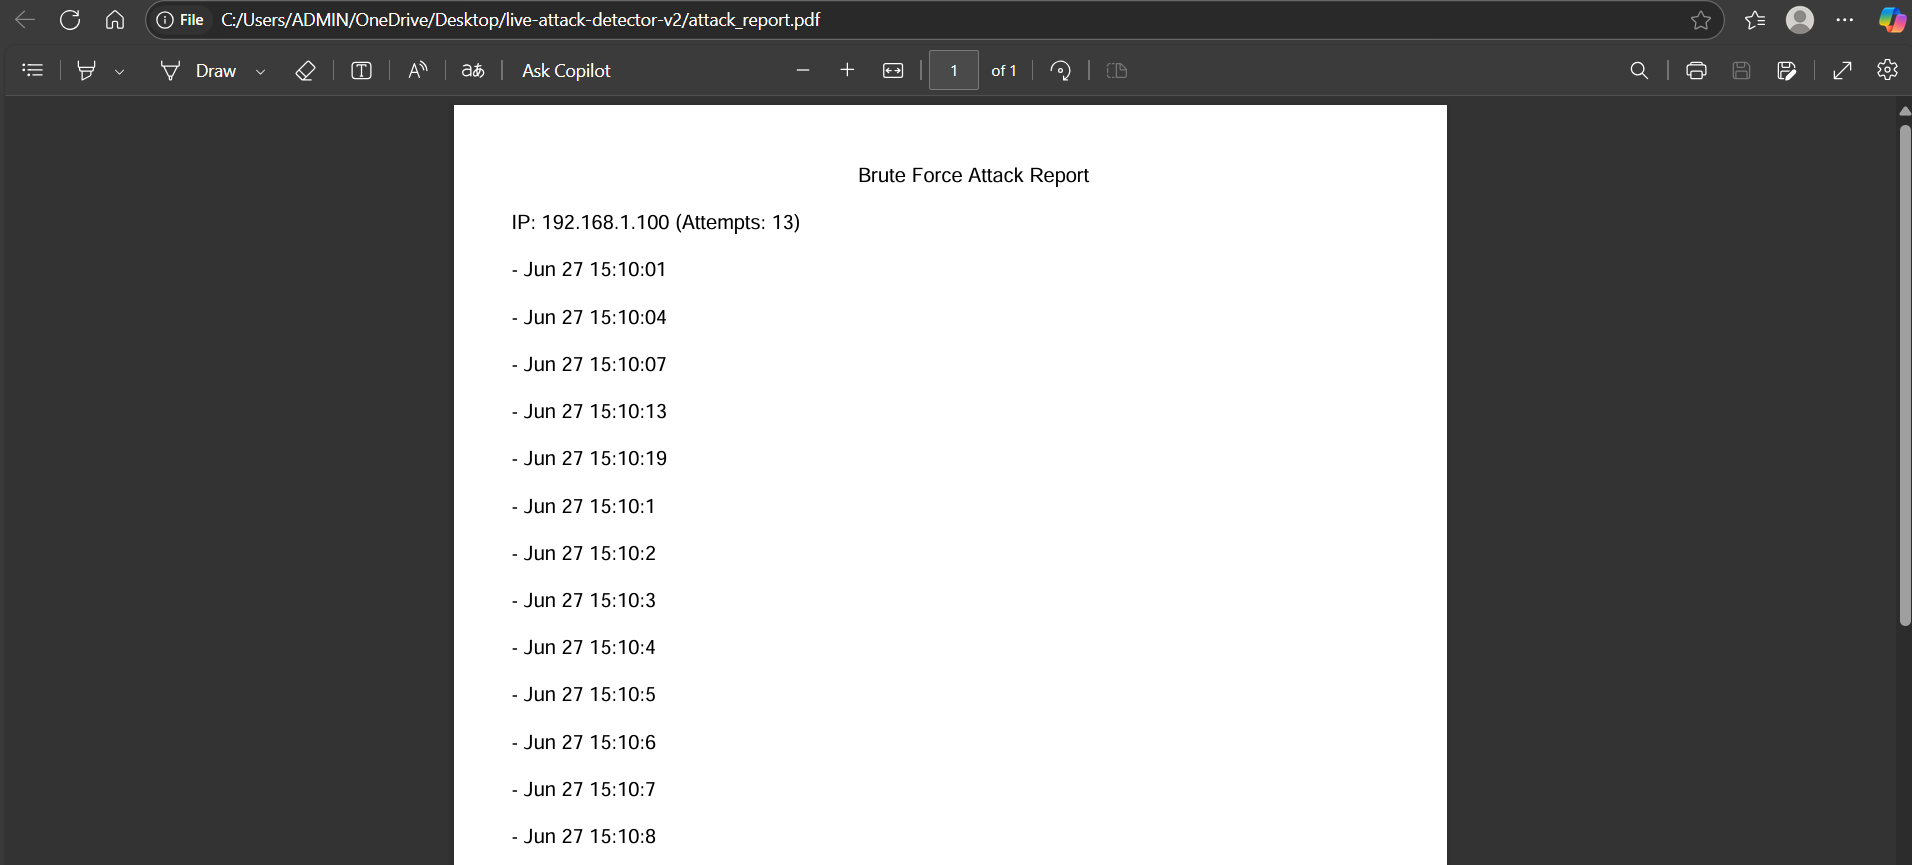 File C:/Users/ADMIN/OneDrive/Desktop/live-attack-detector-v2/attack_report.pdf
Draw T A aあ Ask Copilot 1 of 1
Brute Force Attack Report
IP: 192.168.1.100 (Attempts: 13)
- Jun 27 15:10:01
- Jun 27 15:10:04
- Jun 27 15:10:07
- Jun 27 15:10:13
- Jun 27 15:10:19
- Jun 27 15:10:1
- Jun 27 15:10:2
- Jun 27 15:10:3
- Jun 27 15:10:4
- Jun 27 15:10:5
- Jun 27 15:10:6
- Jun 27 15:10:7
- Jun 27 15:10:8